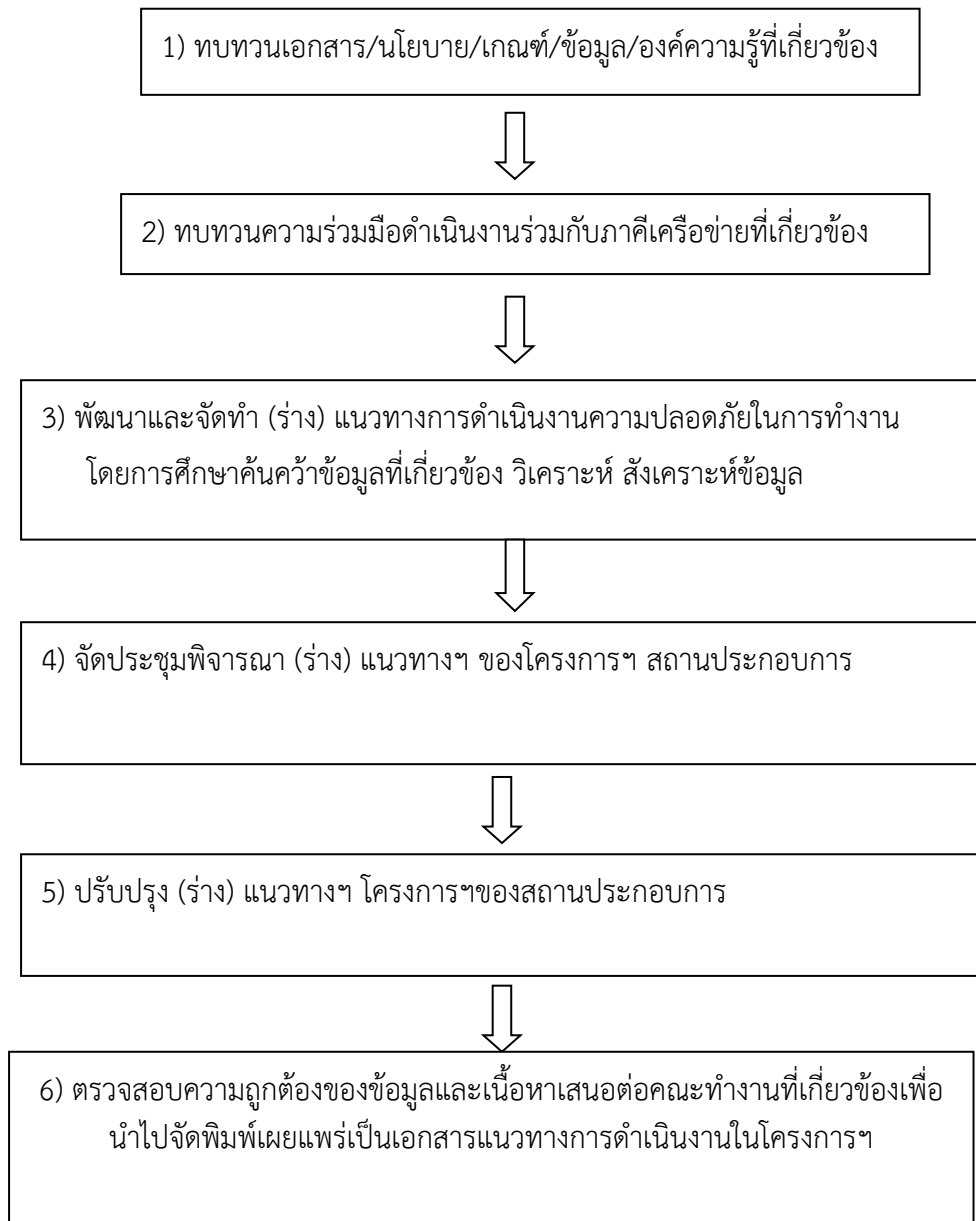 1) ทบทวนเอกสาร/นโยบาย/เกณฑ์/ข้อมูล/องค์ความรู้ที่เกี่ยวข้อง
2) ทบทวนความร่วมมือดำเนินงานร่วมกับภาคีเครือข่ายที่เกี่ยวข้อง
3) พัฒนาและจัดทำ (ร่าง) แนวทางการดำเนินงานความปลอดภัยในการทำงาน
โดยการศึกษาค้นคว้าข้อมูลที่เกี่ยวข้อง วิเคราะห์ สังเคราะห์ข้อมูล
4) จัดประชุมพิจารณา (ร่าง) แนวทางฯ ของโครงการฯ สถานประกอบการ
5) ปรับปรุง (ร่าง) แนวทางฯ โครงการฯของสถานประกอบการ
6) ตรวจสอบความถูกต้องของข้อมูลและเนื้อหาเสนอต่อคณะทำงานที่เกี่ยวข้องเพื่อ
นำไปจัดพิมพ์เผยแพร่เป็นเอกสารแนวทางการดำเนินงานในโครงการฯ